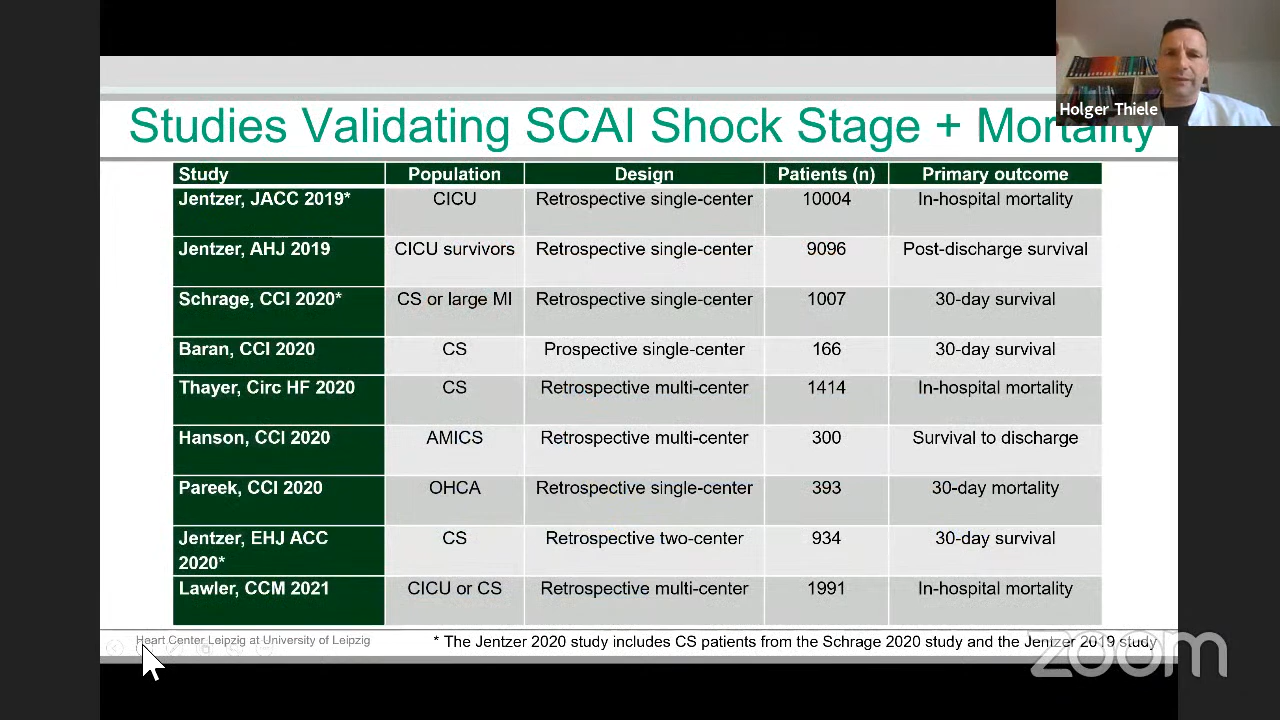 Holger Thiele
Studies Validating SCAI Shock Stage + Mortality
Study Population Design Patients (n) Primary outcome
Jentzer, JACC 2019* CICU Retrospective single-center 10004 In-hospital mortality
Jentzer, AHJ 2019 CICU survivors Retrospective single-center 9096 Post-discharge survival
Schrage, CCI 2020* CS or large MI Retrospective single-center 1007 30-day survival
Baran, CCI 2020 CS Prospective single-center 166 30-day survival
Thayer, Circ HF 2020 CS Retrospective multi-center 1414 In-hospital mortality
Hanson, CCI 2020 AMICS Retrospective multi-center 300 Survival to discharge
Pareek, CCI 2020 OHCA Retrospective single-center 393 30-day mortality
Jentzer, EHJ ACC CS Retrospective two-center 934 30-day survival
2020*
Lawler, CCM 2021 CICU or CS Retrospective multi-center 1991 In-hospital mortality
Heart Center Leipzig at University of Leipzig * The Jentzer 2020 study includes CS patients from the Schrage 2020 study and the Jentzer 2019 study
zoom